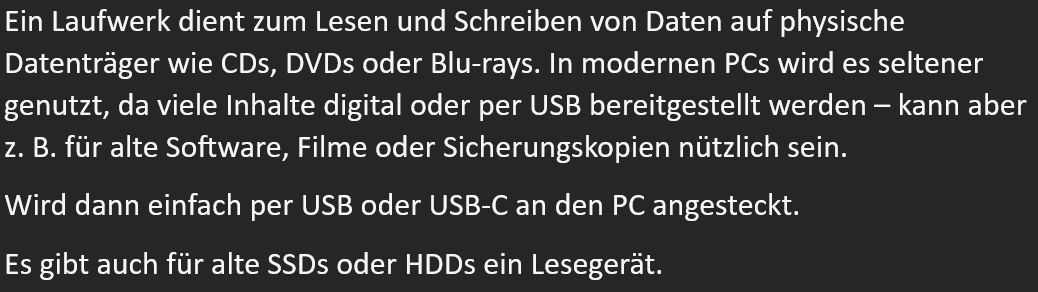 Ein Laufwerk dient zum Lesen und Schreiben von Daten auf physische
Datenträger wie CDs, DVDs oder Blu-rays. In modernen PCs wird es seltener
genutzt, da viele Inhalte digital oder per USB bereitgestellt werden – kann aber
z. B. für alte Software, Filme oder Sicherungskopien nützlich sein.
Wird dann einfach per USB oder USB-C an den PC angesteckt.
Es gibt auch für alte SSDs oder HDDs ein Lesegerät.